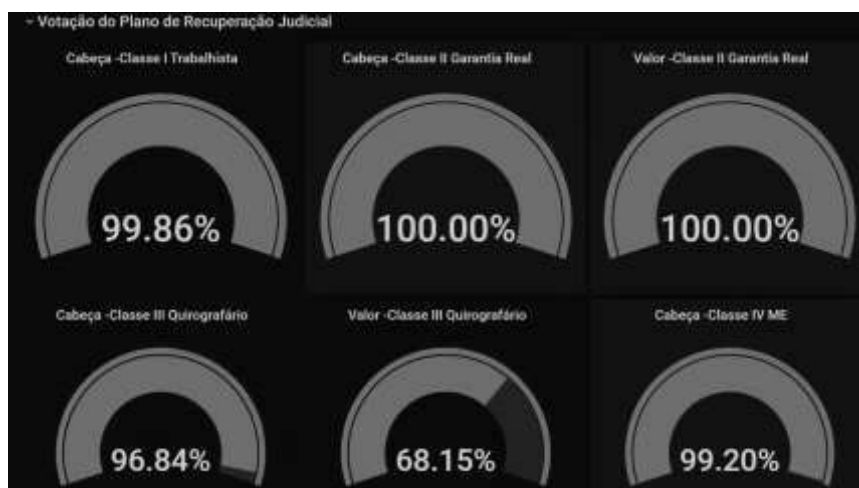 Votação do Plano de Recuperação Judicial
Cabeça -Classe I Trabalhista
Cabeça -Classe II Garantia Real
Valor -Classe II Garantia Real
99.86%
100.00%
100.00%
Cabeça -Classe III Quirografário
Valor -Classe III Quirografário
Cabeça -Classe IV ME
96.84%
68.15%
99.20%